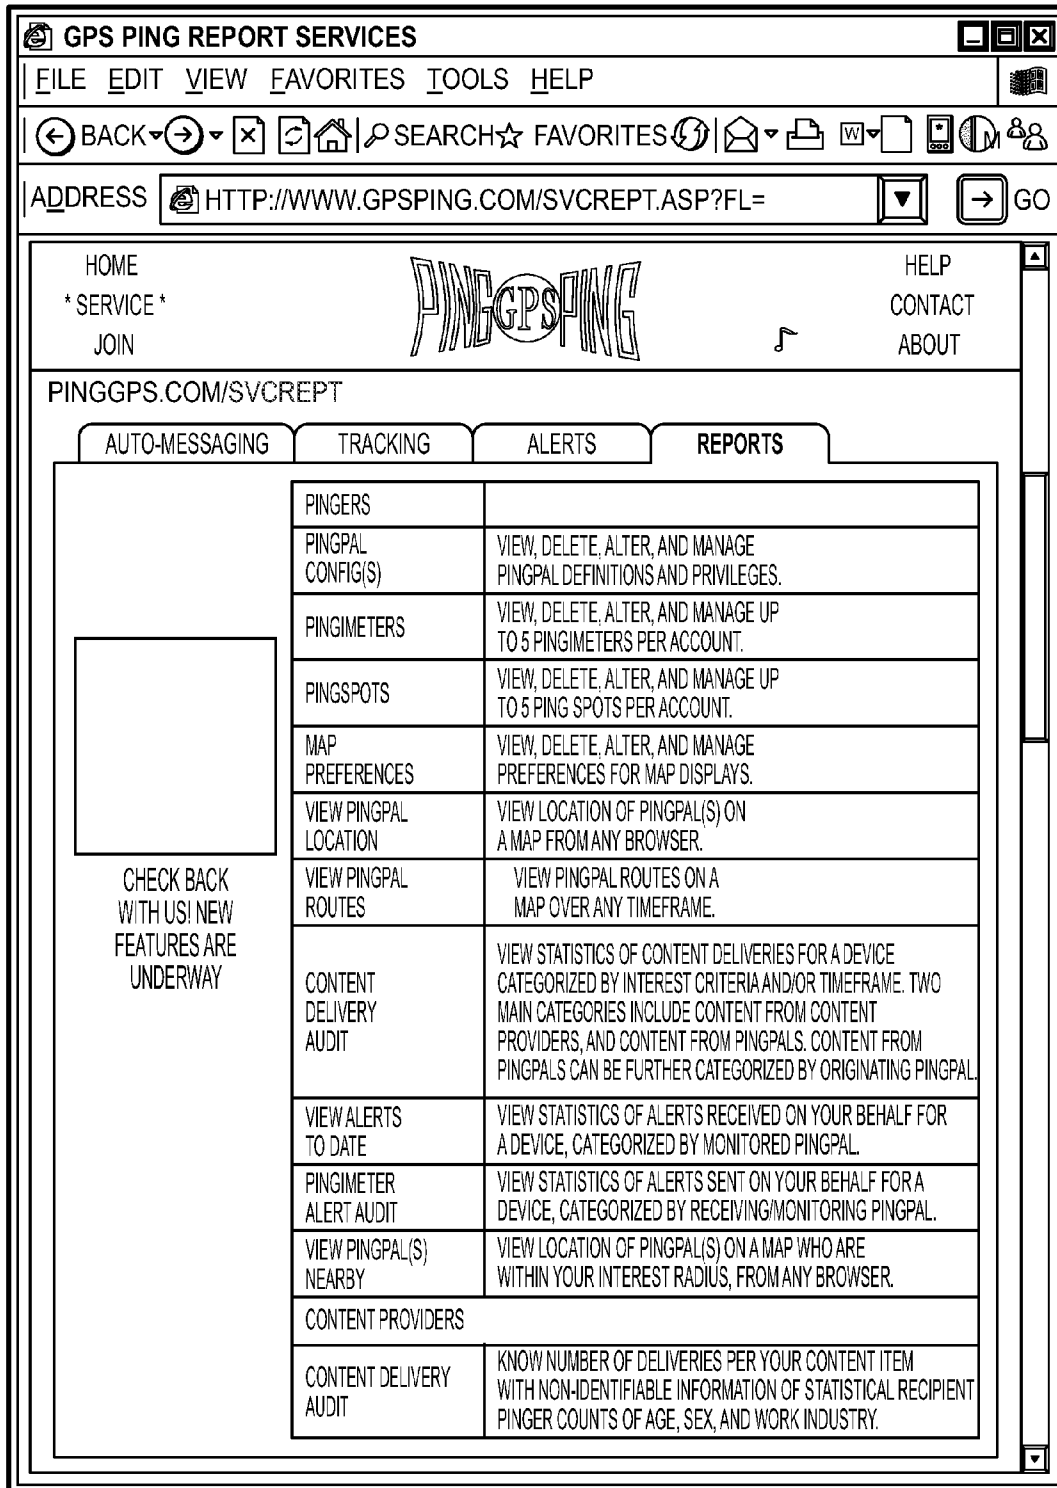 GPS PING REPORT SERVICES
FILE EDIT VIEW FAVORITES TOOLS HELP
BACK SEARCH FAVORITES W M
ADDRESS HTTP://WWW.GPSPING.COM/SVCREPT.ASP?FL= GO
HOME
* SERVICE *
JOIN
PING GPS PING
HELP
CONTACT
ABOUT
PINGGPS.COM/SVCREPT
AUTO-MESSAGING TRACKING ALERTS REPORTS
CHECK BACK
WITH US! NEW
FEATURES ARE
UNDERWAY
PINGERS
PINGPAL
CONFIG(S)
VIEW, DELETE, ALTER, AND MANAGE
PINGPAL DEFINITIONS AND PRIVILEGES.
PINGIMETERS
VIEW, DELETE, ALTER, AND MANAGE UP
TO 5 PINGIMETERS PER ACCOUNT.
PINGSPOTS
VIEW, DELETE, ALTER, AND MANAGE UP
TO 5 PING SPOTS PER ACCOUNT.
MAP
PREFERENCES
VIEW, DELETE, ALTER, AND MANAGE
PREFERENCES FOR MAP DISPLAYS.
VIEW PINGPAL
LOCATION
VIEW LOCATION OF PINGPAL(S) ON
A MAP FROM ANY BROWSER.
VIEW PINGPAL
ROUTES
VIEW PINGPAL ROUTES ON A
MAP OVER ANY TIMEFRAME.
CONTENT
DELIVERY
AUDIT
VIEW STATISTICS OF CONTENT DELIVERIES FOR A DEVICE
CATEGORIZED BY INTEREST CRITERIA AND/OR TIMEFRAME. TWO
MAIN CATEGORIES INCLUDE CONTENT FROM CONTENT
PROVIDERS, AND CONTENT FROM PINGPALS. CONTENT FROM
PINGPALS CAN BE FURTHER CATEGORIZED BY ORIGINATING PINGPAL.
VIEW ALERTS
TO DATE
VIEW STATISTICS OF ALERTS RECEIVED ON YOUR BEHALF FOR
A DEVICE, CATEGORIZED BY MONITORED PINGPAL.
PINGIMETER
ALERT AUDIT
VIEW STATISTICS OF ALERTS SENT ON YOUR BEHALF FOR A
DEVICE, CATEGORIZED BY RECEIVING/MONITORING PINGPAL.
VIEW PINGPAL(S)
NEARBY
VIEW LOCATION OF PINGPAL(S) ON A MAP WHO ARE
WITHIN YOUR INTEREST RADIUS, FROM ANY BROWSER.
CONTENT PROVIDERS
CONTENT DELIVERY
AUDIT
KNOW NUMBER OF DELIVERIES PER YOUR CONTENT ITEM
WITH NON-IDENTIFIABLE INFORMATION OF STATISTICAL RECIPIENT
PINGER COUNTS OF AGE, SEX, AND WORK INDUSTRY.